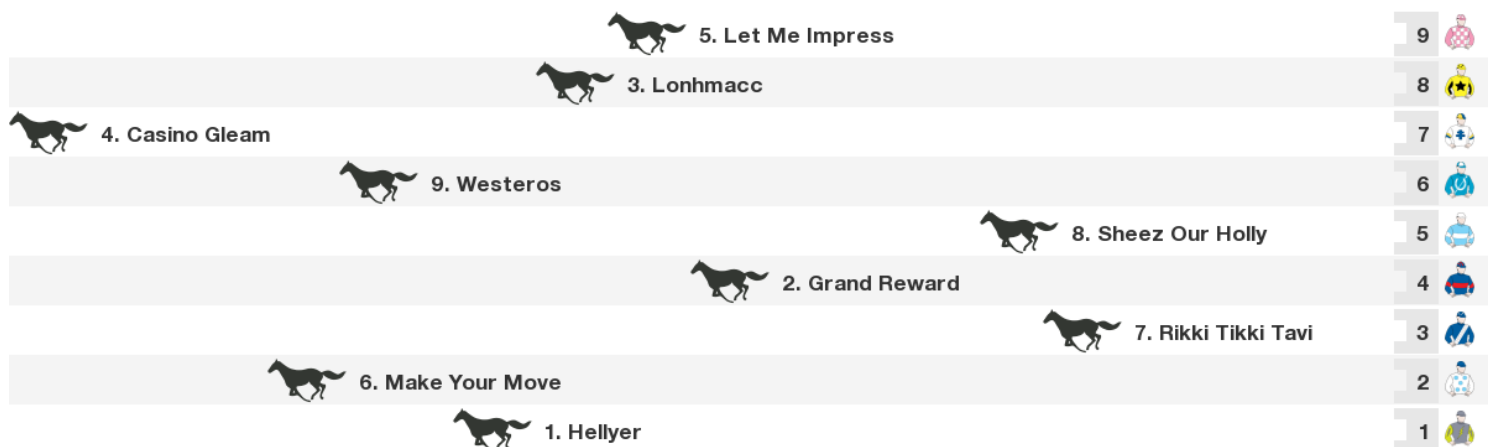 5. Let Me Impress 9
3. Lonhmacc 8
4. Casino Gleam 7
9. Westeros 6
8. Sheez Our Holly 5
2. Grand Reward 4
7. Rikki Tikki Tavi 3
6. Make Your Move 2
1. Hellyer 1